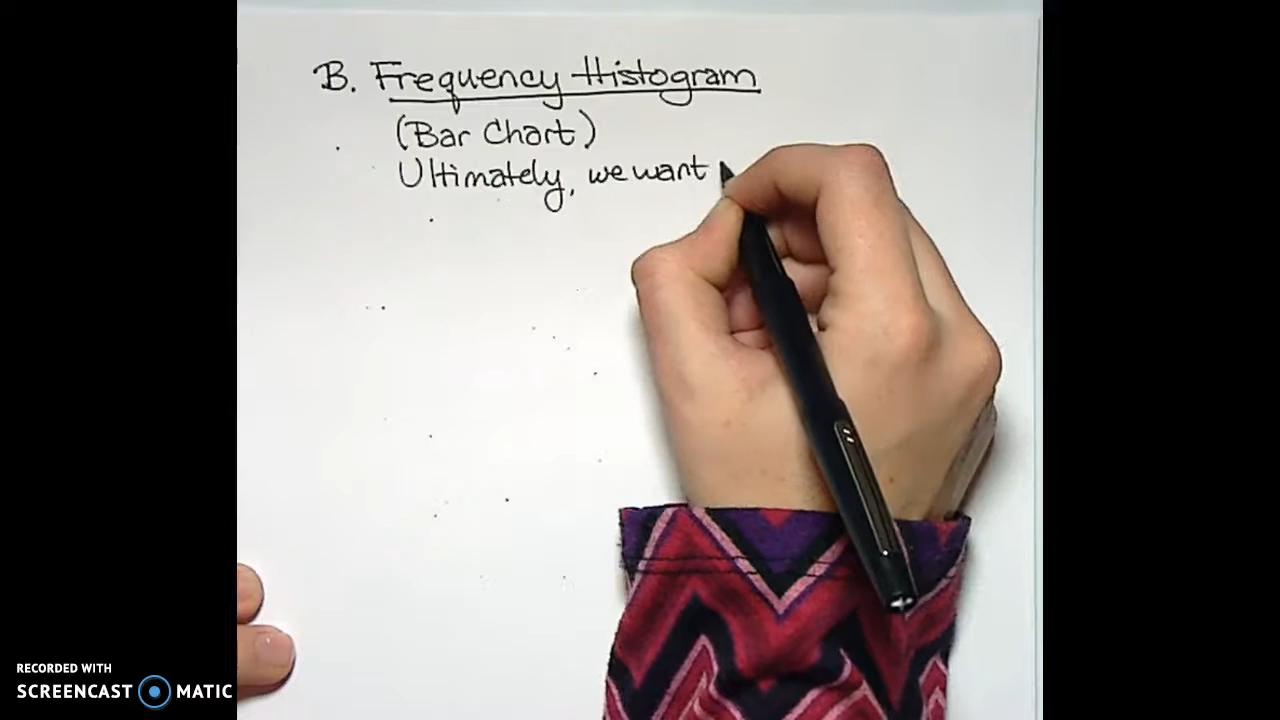 B. Frequency Histogram
(Bar Chart)
Ultimately, we want
RECORDED WITH
SCREENCAST MATIC